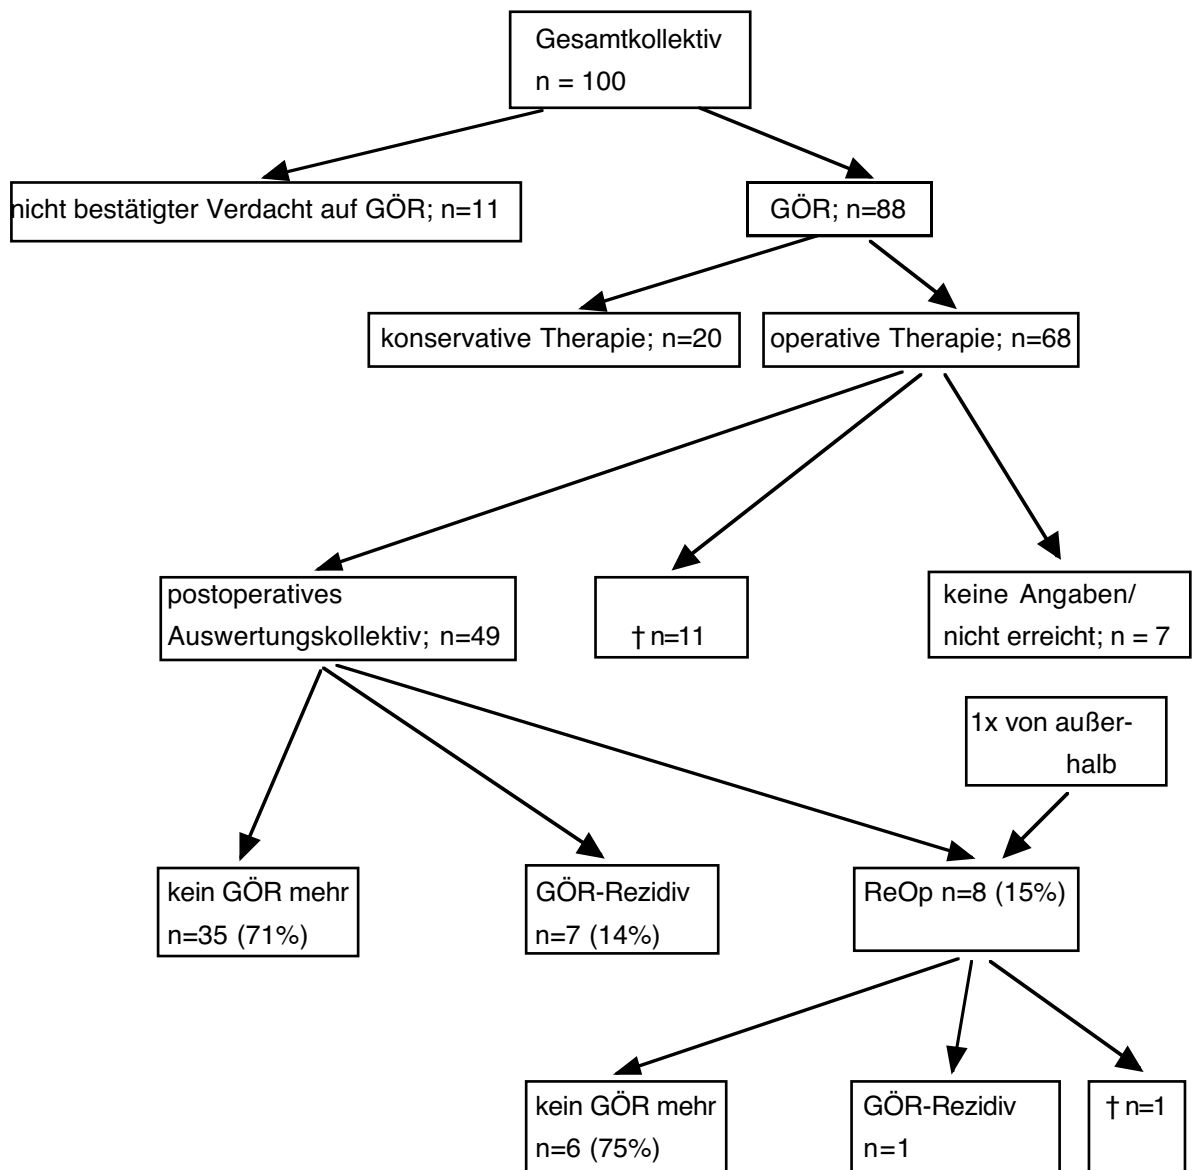 Gesamtkollektiv
n = 100
nicht bestätigter Verdacht auf GÖR; n=11
GÖR; n=88
konservative Therapie; n=20
operative Therapie; n=68
postoperatives
Auswertungskollektiv; n=49
† n=11
keine Angaben/
nicht erreicht; n = 7
1x von außer-
halb
kein GÖR mehr
n=35 (71%)
GÖR-Rezidiv
n=7 (14%)
ReOp n=8 (15%)
kein GÖR mehr
n=6 (75%)
GÖR-Rezidiv
n=1
† n=1